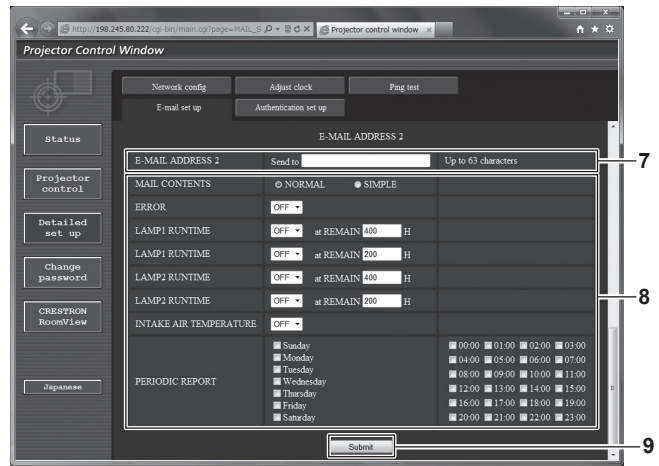 http://198.245.80.222/cgi-bin/main.cgi?page=MAIL_S
Projector control window
Projector Control Window
Network config Adjust clock Ping test
E-mail set up Authentication set up
Status
Projector control
Detailed set up
Change password
CRESTRON RoomView
Japanese
E-MAIL ADDRESS 2
E-MAIL ADDRESS 2 Send to Up to 63 characters 7
MAIL CONTENTS NORMAL SIMPLE
ERROR OFF
LAMP1 RUNTIME OFF at REMAIN 400 H
LAMP1 RUNTIME OFF at REMAIN 200 H
LAMP2 RUNTIME OFF at REMAIN 400 H
8
LAMP2 RUNTIME OFF at REMAIN 200 H
INTAKE AIR TEMPERATURE OFF
PERIODIC REPORT
Sunday
Monday
Tuesday
Wednesday
Thursday
Friday
Saturday
00:00 01:00 02:00 03:00
04:00 05:00 06:00 07:00
08:00 09:00 10:00 11:00
12:00 13:00 14:00 15:00
16:00 17:00 18:00 19:00
20:00 21:00 22:00 23:00
Submit 9